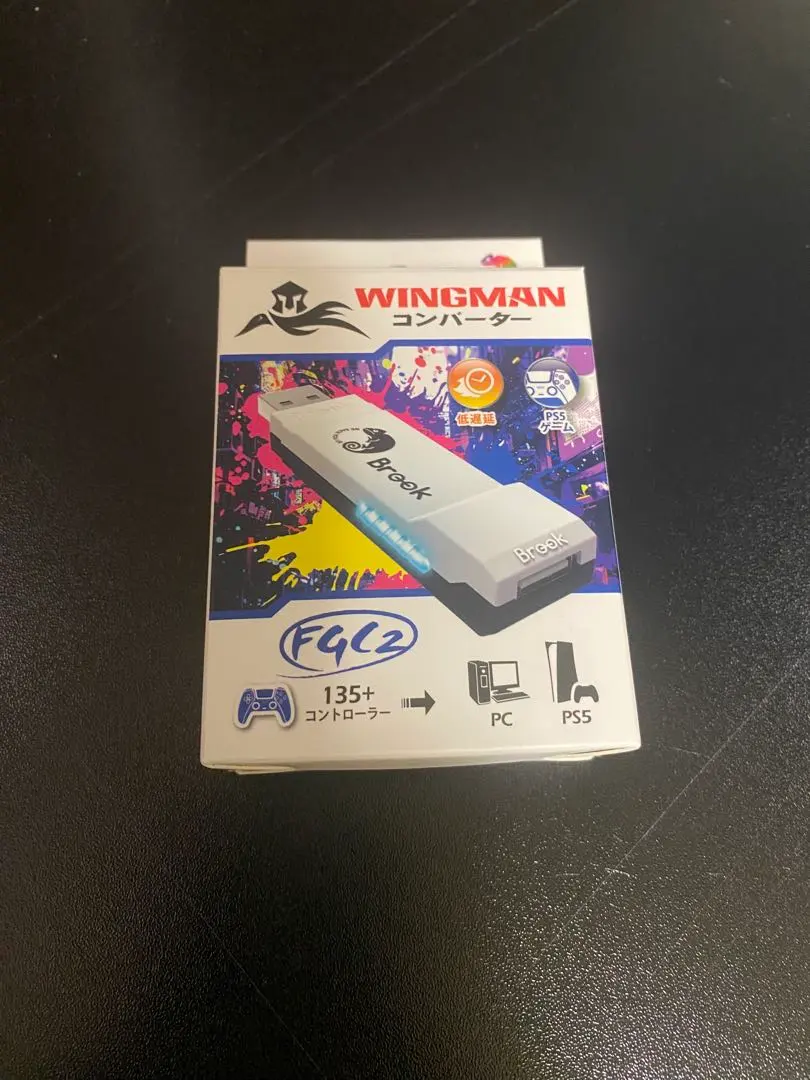 WINGMAN
コンバーター
低遅延
PS5
ゲーム
Brook
Brook
FGC2
135+
コントローラー
PC
PS5